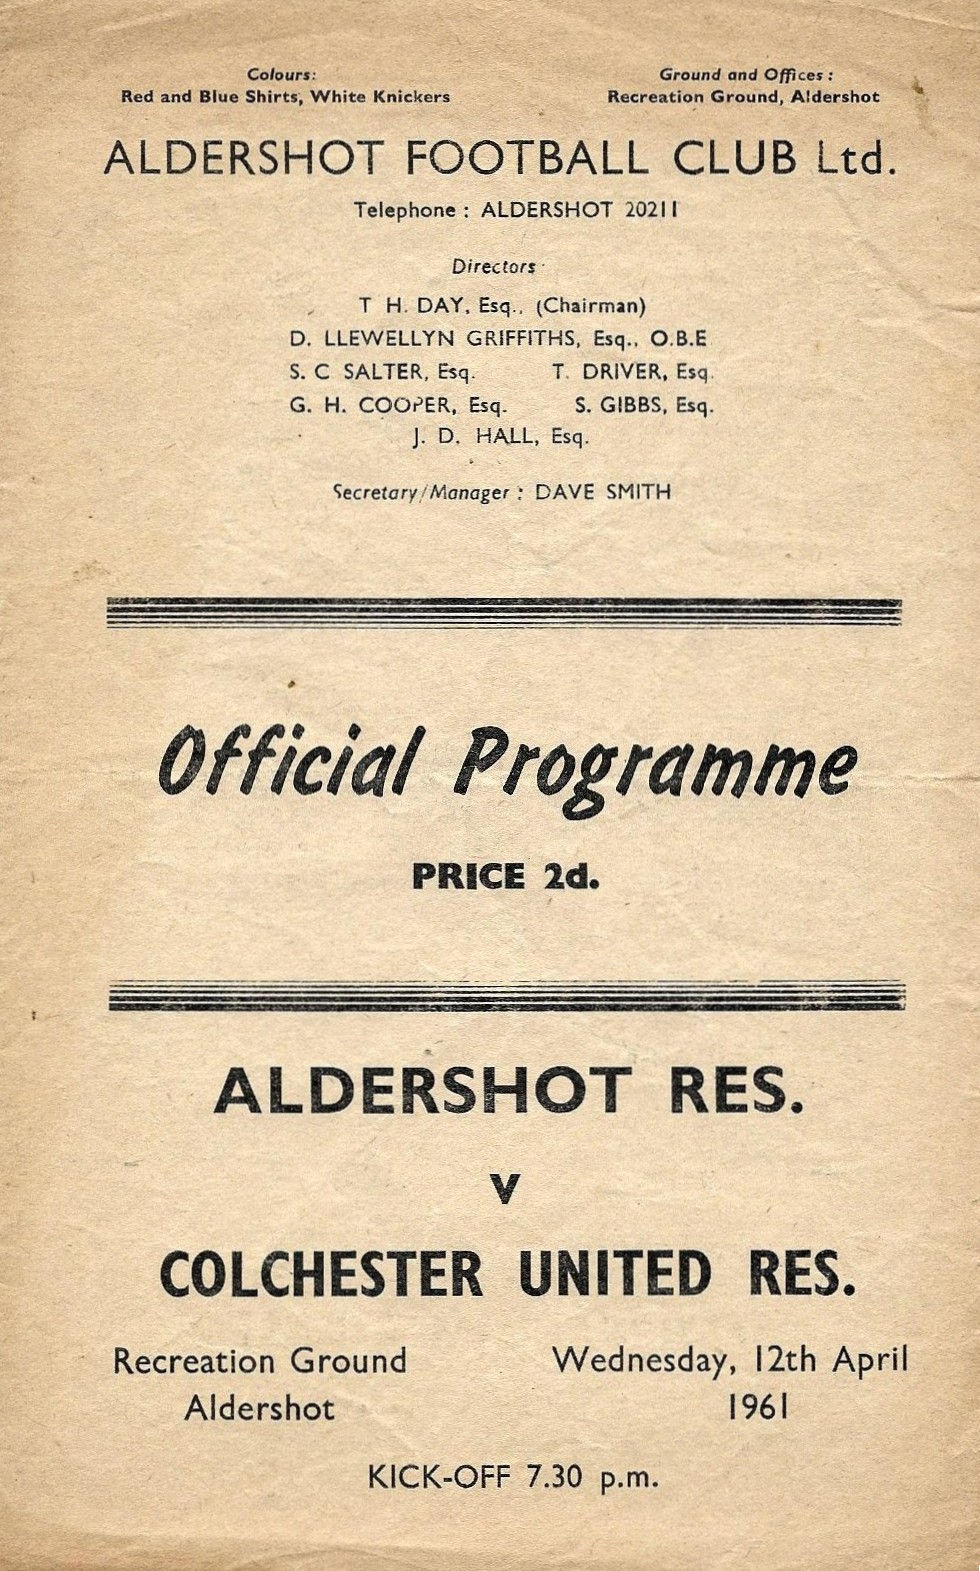 Colours:
Red and Blue Shirts, White Knickers
Ground and Offices :
Recreation Ground, Aldershot
ALDERSHOT FOOTBALL CLUB Ltd.
Telephone : ALDERSHOT 20211
Directors
T H. DAY, Esq., (Chairman)
D. LLEWELLYN GRIFFITHS, Esq., O.B.E
S. C SALTER, Esq. T. DRIVER, Esq.
G. H. COOPER, Esq. S. GIBBS, Esq.
J. D. HALL, Esq.
Secretary/Manager : DAVE SMITH
Official Programme
PRICE 2d.
ALDERSHOT RES.
v
COLCHESTER UNITED RES.
Recreation Ground
Aldershot
Wednesday, 12th April
1961
KICK-OFF 7.30 p.m.